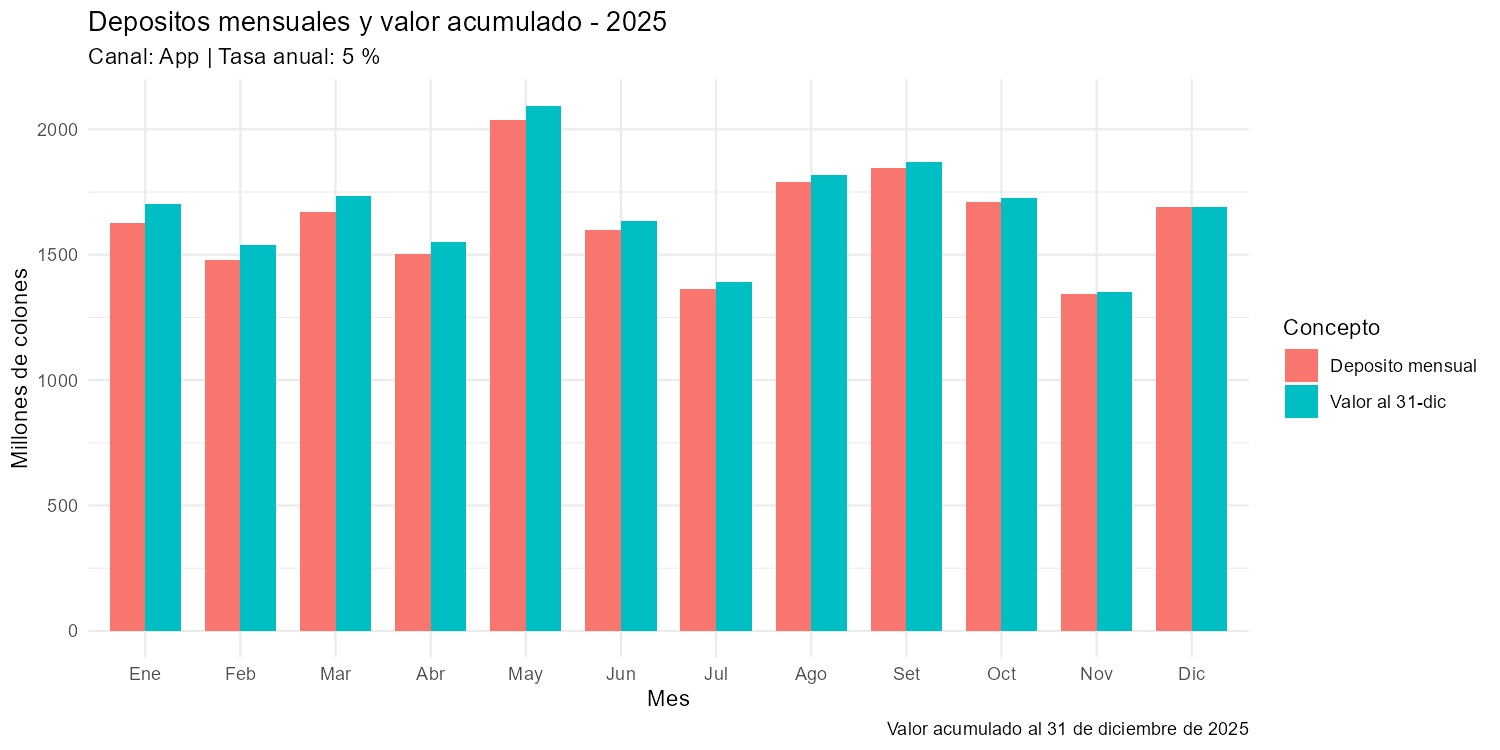 Depositos mensuales y valor acumulado - 2025
Canal: App | Tasa anual: 5 %
Millones de colones
2000
1500
1000
500
0
Ene Feb Mar Abr May Jun Jul Ago Set Oct Nov Dic
Mes
Concepto
Deposito mensual
Valor al 31-dic
Valor acumulado al 31 de diciembre de 2025